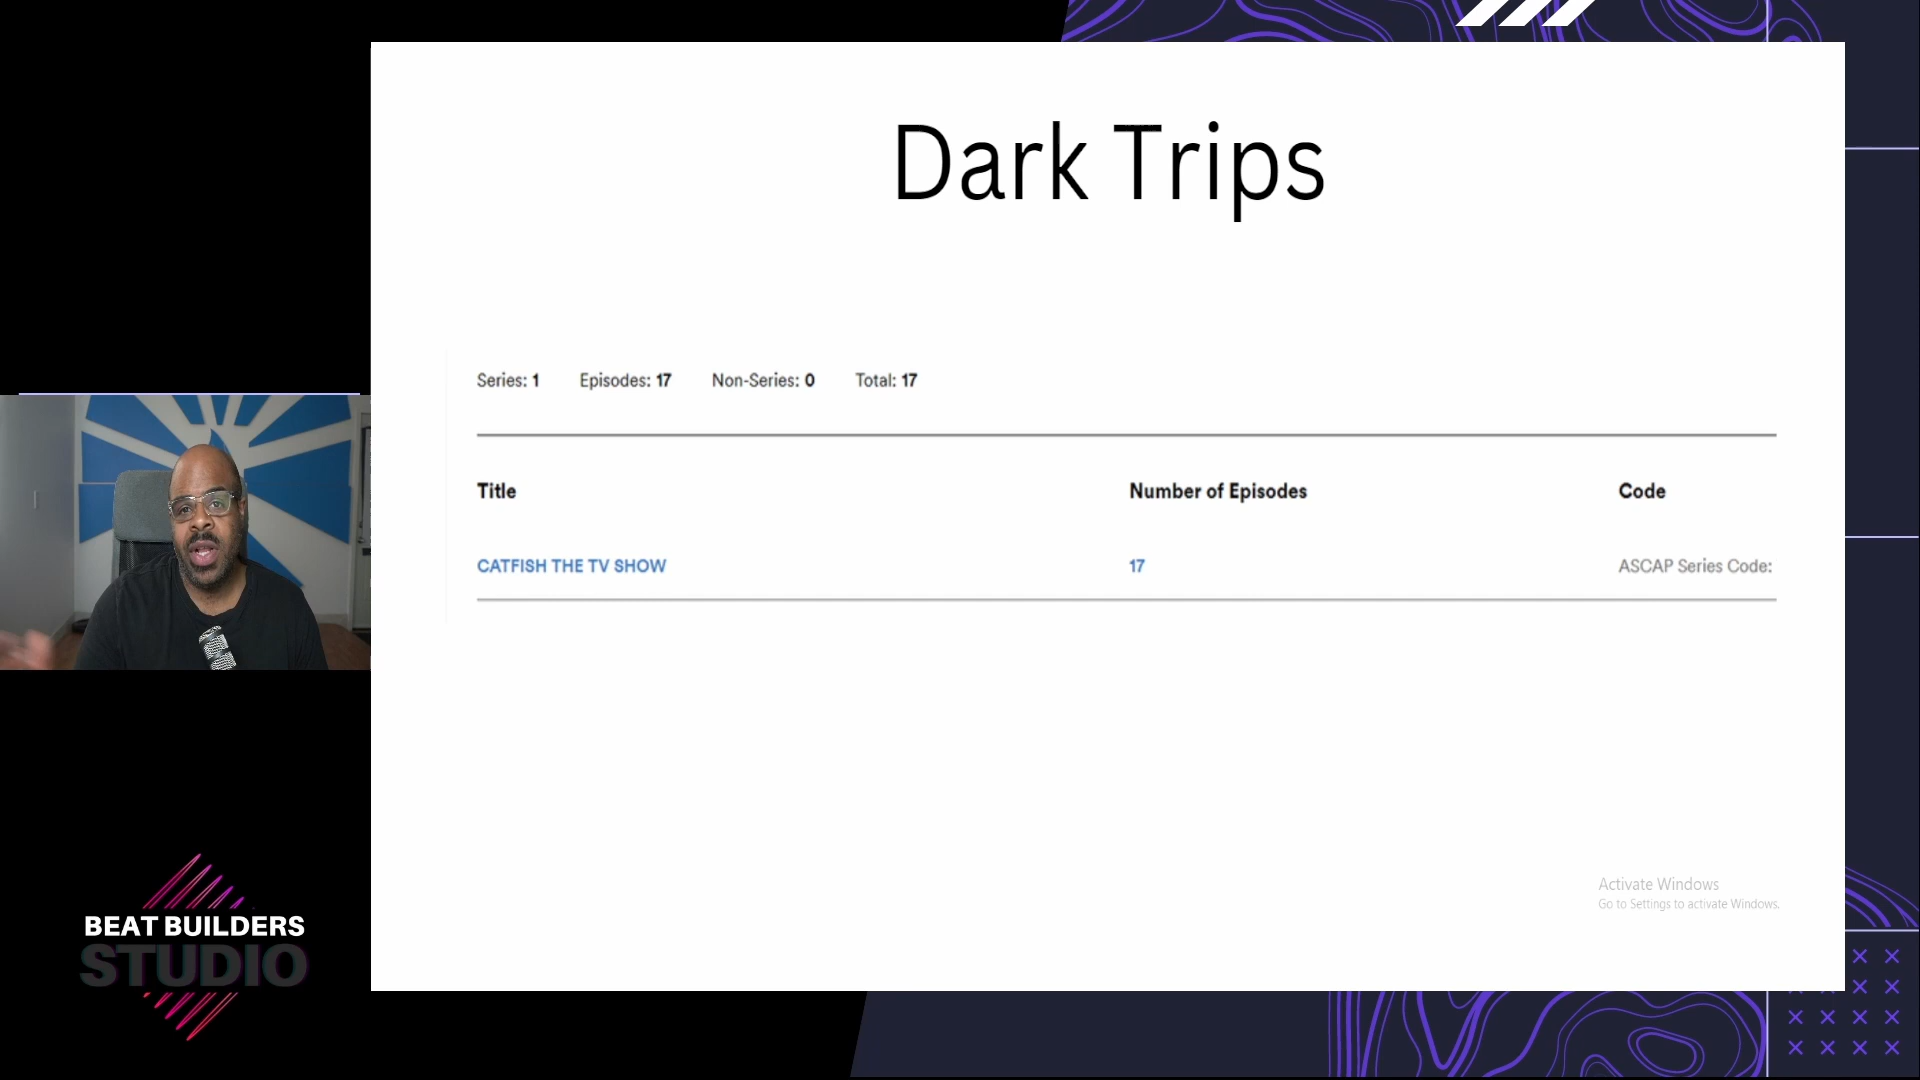 Dark Trips
Series: 1 Episodes: 17 Non-Series: 0 Total: 17
Title Number of Episodes Code
CATFISH THE TV SHOW 17 ASCAP Series Code:
Activate Windows
Go to Settings to activate Windows.
BEAT BUILDERS
STUDIO